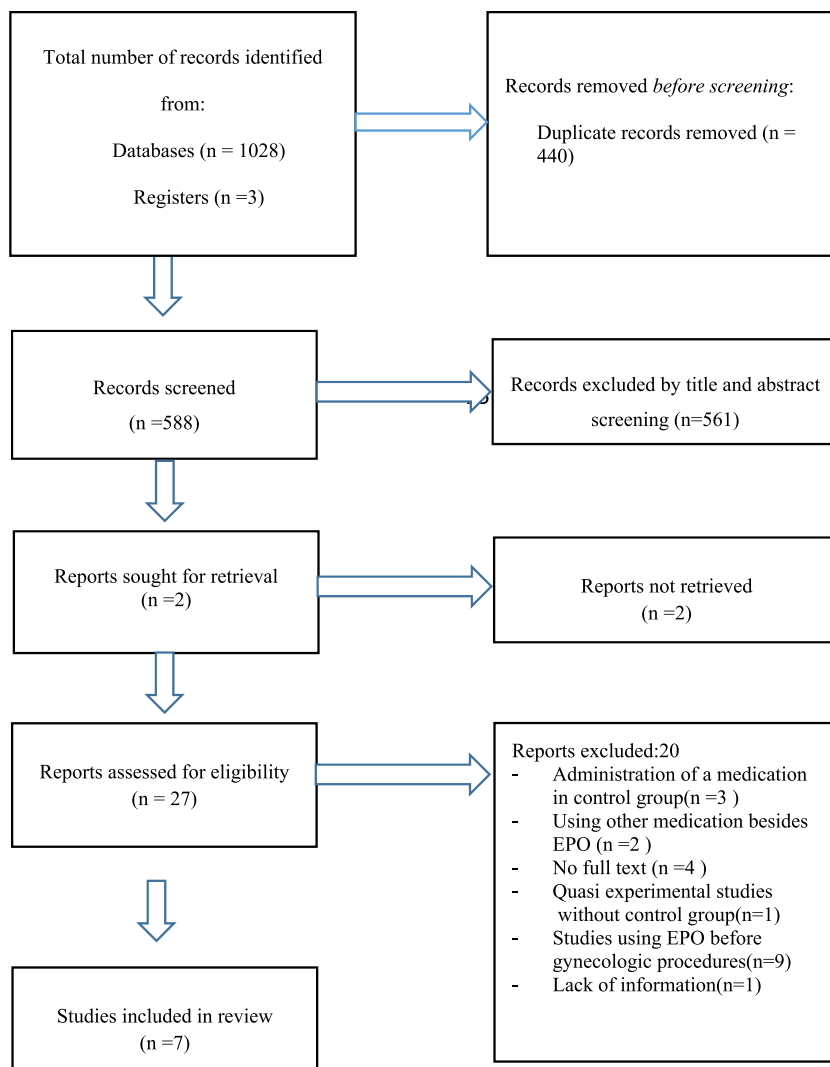 Total number of records identified
from:
Databases (n = 1028)
Registers (n =3)
Records removed before screening:
Duplicate records removed (n =
440)
Records screened
(n =588)
Records excluded by title and abstract
screening (n=561)
Reports sought for retrieval
(n =2)
Reports not retrieved
(n =2)
Reports assessed for eligibility
(n = 27)
Reports excluded:20
- Administration of a medication
in control group(n =3 )
- Using other medication besides
EPO (n =2 )
- No full text (n =4 )
- Quasi experimental studies
without control group(n=1)
- Studies using EPO before
gynecologic procedures(n=9)
- Lack of information(n=1)
Studies included in review
(n =7)